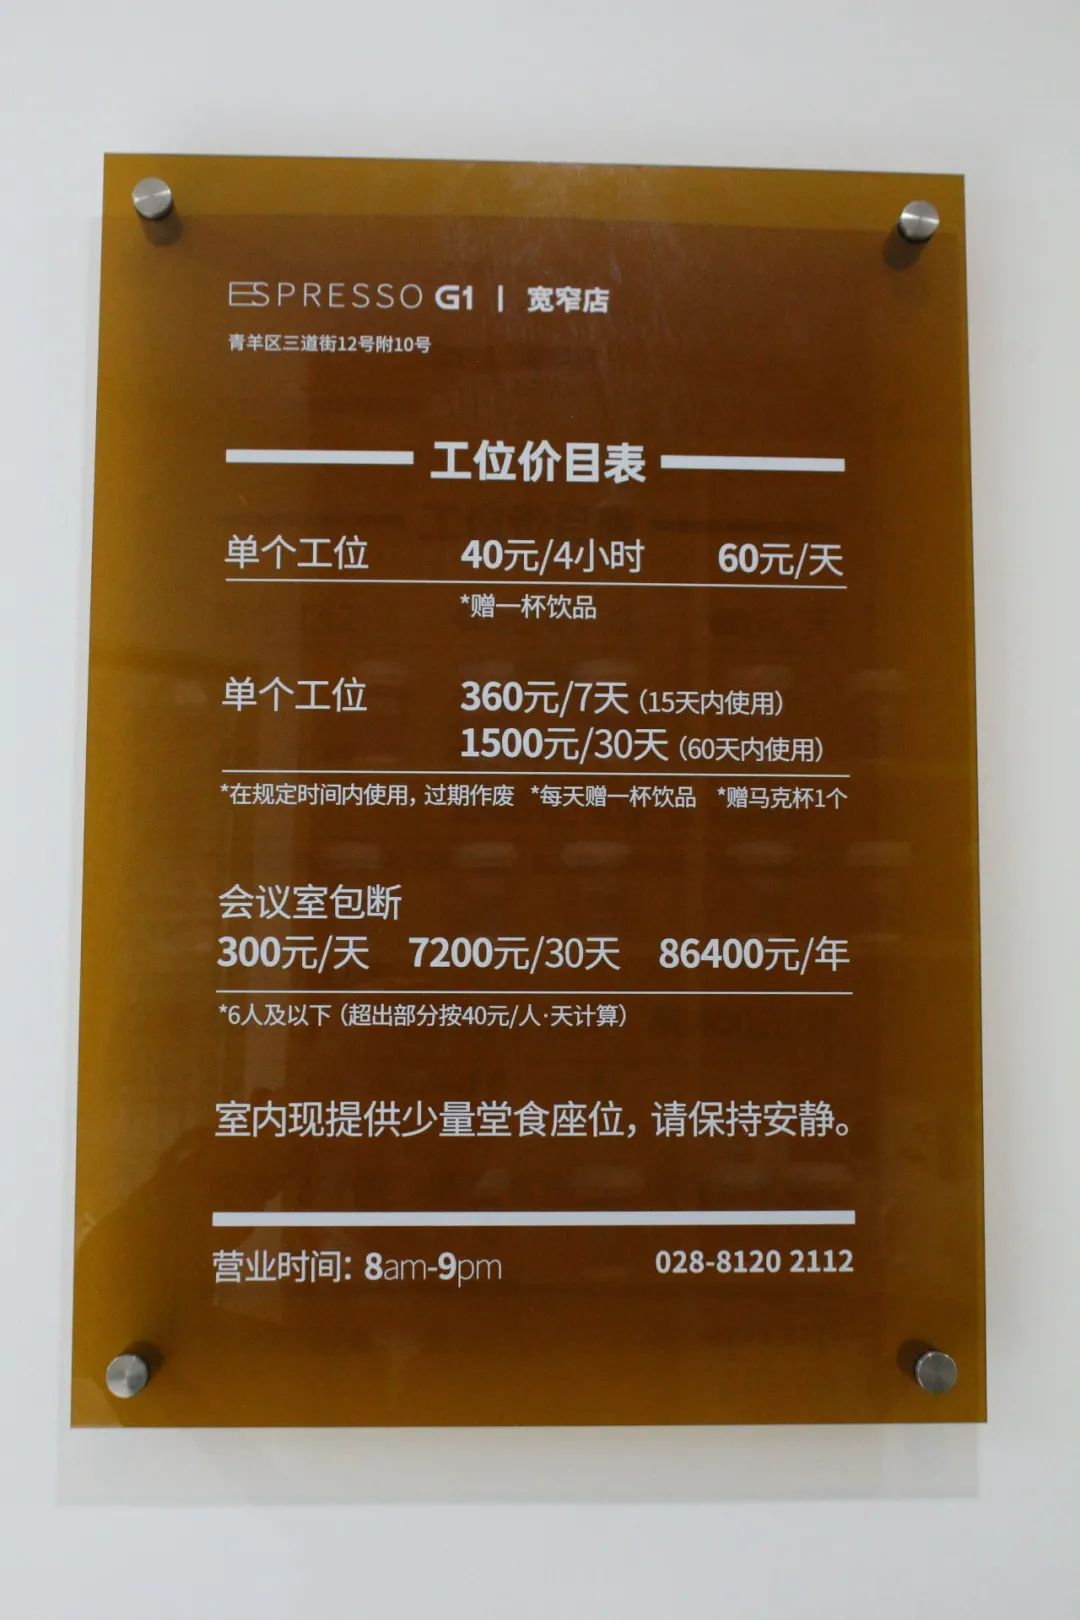 ESPRESSO G1 | 宽窄店
青羊区三道街12号附10号
工位价目表
单个工位 40元/4小时 60元/天
*赠一杯饮品
单个工位 360元/7天（15天内使用）
1500元/30天（60天内使用）
*在规定时间内使用，过期作废 *每天赠一杯饮品 *赠马克杯1个
会议室包断
300元/天 7200元/30天 86400元/年
*6人及以下（超出部分按40元/人·天计算）
室内现提供少量堂食座位，请保持安静。
营业时间：8am-9pm 028-8120 2112